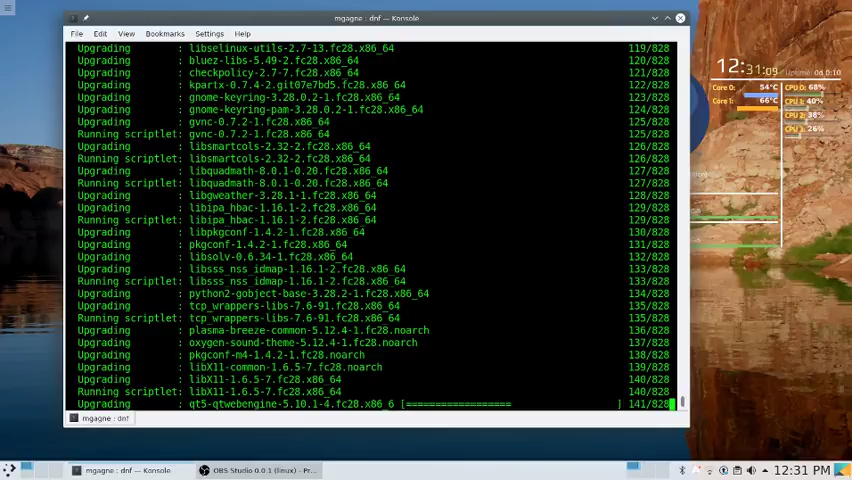 mgagne : dnf — Konsole
File Edit View Bookmarks Settings Help
Upgrading : libselinux-utils-2.7-13.fc28.x86_64 119/828
Upgrading : bluez-libs-5.49-2.fc28.x86_64 120/828
Upgrading : checkpolicy-2.7-7.fc28.x86_64 121/828
Upgrading : kpartx-0.7.4-2.git07e7bd5.fc28.x86_64 122/828
Upgrading : gnome-keyring-3.28.0.2-1.fc28.x86_64 123/828
Upgrading : gnome-keyring-pam-3.28.0.2-1.fc28.x86_64 124/828
Upgrading : gvnc-0.7.2-1.fc28.x86_64 125/828
Running scriptlet: gvnc-0.7.2-1.fc28.x86_64 125/828
Upgrading : libsmartcols-2.32-2.fc28.x86_64 126/828
Running scriptlet: libsmartcols-2.32-2.fc28.x86_64 126/828
Upgrading : libquadmath-8.0.1-0.20.fc28.x86_64 127/828
Running scriptlet: libquadmath-8.0.1-0.20.fc28.x86_64 127/828
Upgrading : libgweather-3.28.1-1.fc28.x86_64 128/828
Upgrading : libipa_hbac-1.16.1-2.fc28.x86_64 129/828
Running scriptlet: libipa_hbac-1.16.1-2.fc28.x86_64 129/828
Upgrading : libpkgconf-1.4.2-1.fc28.x86_64 130/828
Upgrading : pkgconf-1.4.2-1.fc28.x86_64 131/828
Upgrading : libsolv-0.6.34-1.fc28.x86_64 132/828
Upgrading : libsss_nss_idmap-1.16.1-2.fc28.x86_64 133/828
Running scriptlet: libsss_nss_idmap-1.16.1-2.fc28.x86_64 133/828
Upgrading : python2-gobject-base-3.28.2-1.fc28.x86_64 134/828
Upgrading : tcp_wrappers-libs-7.6-91.fc28.x86_64 135/828
Running scriptlet: tcp_wrappers-libs-7.6-91.fc28.x86_64 135/828
Upgrading : plasma-breeze-common-5.12.4-1.fc28.noarch 136/828
Upgrading : oxygen-sound-theme-5.12.4-1.fc28.noarch 137/828
Upgrading : pkgconf-m4-1.4.2-1.fc28.noarch 138/828
Upgrading : libX11-common-1.6.5-7.fc28.noarch 139/828
Upgrading : libX11-1.6.5-7.fc28.x86_64 140/828
Running scriptlet: libX11-1.6.5-7.fc28.x86_64 140/828
Upgrading : qt5-qtwebengine-5.10.1-4.fc28.x86_6 [================== ] 141/828
mgagne : dnf
12:31:09 Uptime: 0d 0:10
Core 0: 54°C CPU 0: 68%
Core 1: 66°C CPU 1: 40%
CPU 2: 38%
CPU 3: 26%
mgagne : dnf — Konsole
OBS Studio 0.0.1 (linux) - Pr...
12:31 PM